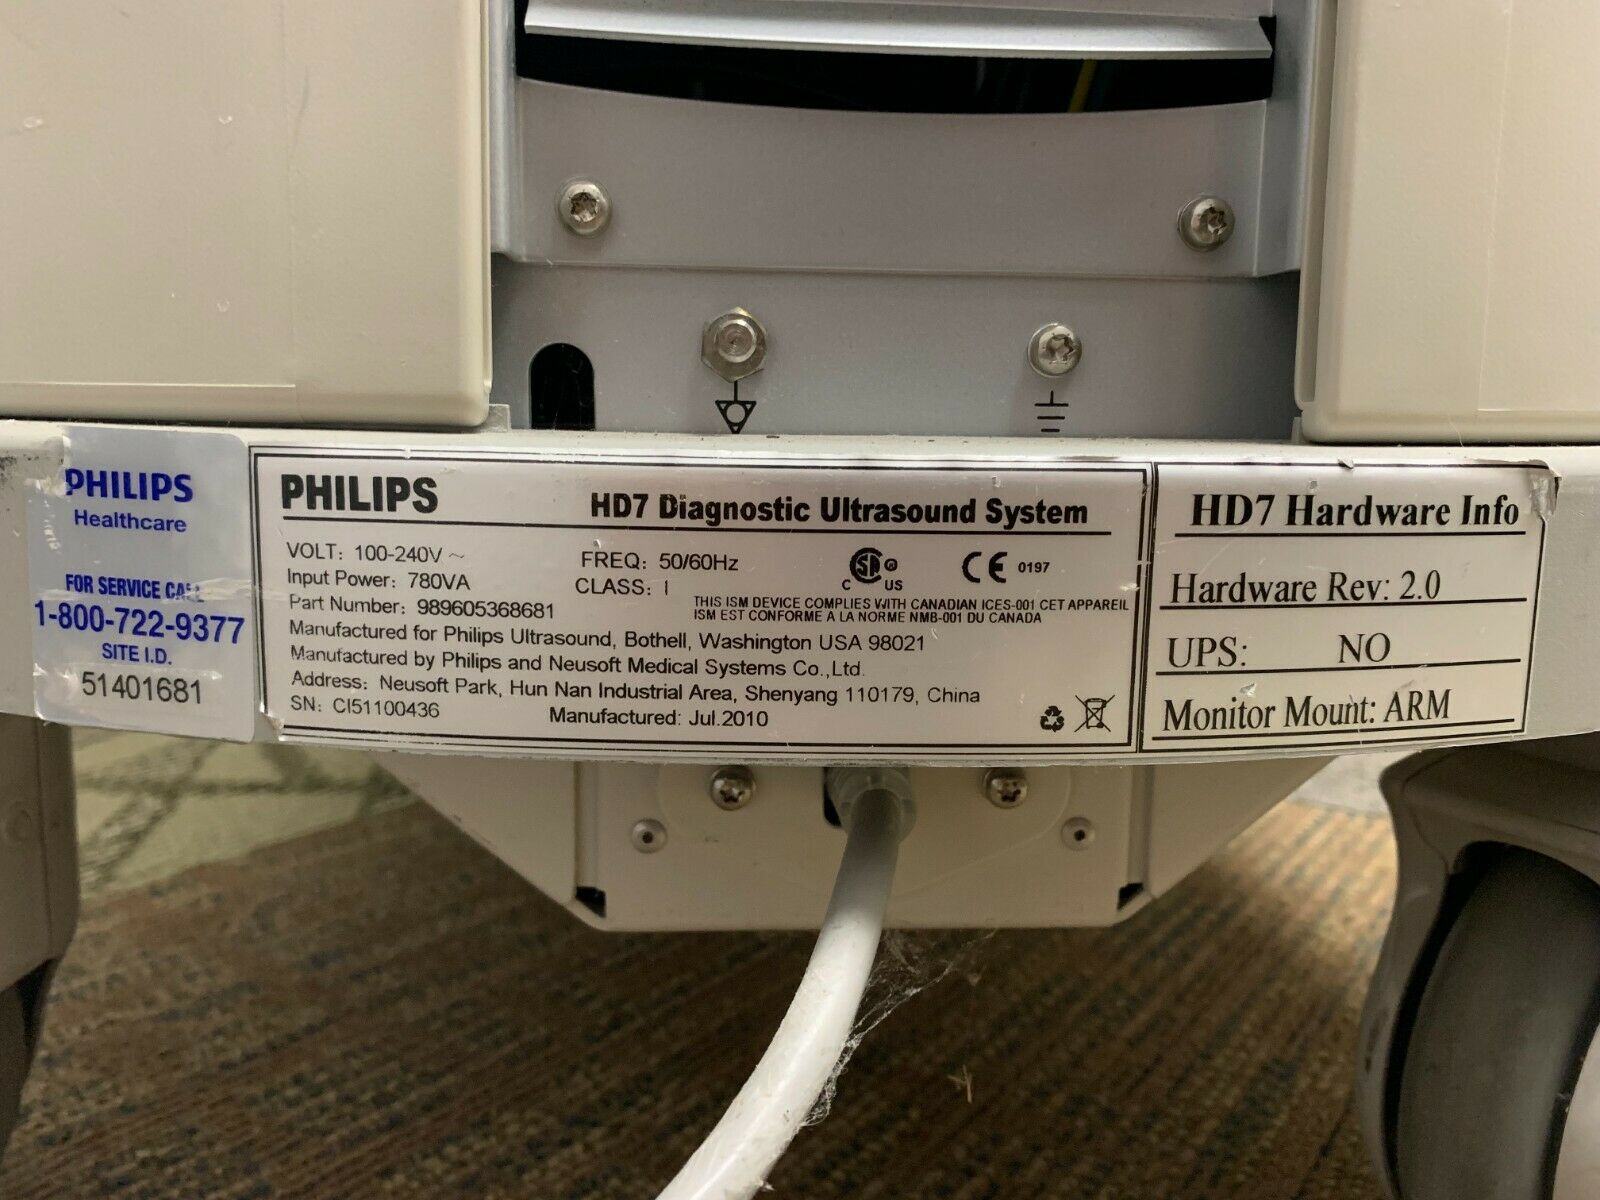 PHILIPS
Healthcare
FOR SERVICE CALL
1-800-722-9377
SITE I.D.
51401681
PHILIPS
HD7 Diagnostic Ultrasound System
VOLT: 100-240V ~
FREQ: 50/60Hz
Input Power: 780VA
CLASS: I
SA ®
C US
CE 0197
Part Number: 989605368681
THIS ISM DEVICE COMPLIES WITH CANADIAN ICES-001 CET APPAREIL
ISM EST CONFORME A LA NORME NMB-001 DU CANADA
Manufactured for Philips Ultrasound, Bothell, Washington USA 98021
Manufactured by Philips and Neusoft Medical Systems Co.,Ltd.
Address: Neusoft Park, Hun Nan Industrial Area, Shenyang 110179, China
SN: CI51100436
Manufactured: Jul.2010
HD7 Hardware Info
Hardware Rev: 2.0
UPS: NO
Monitor Mount: ARM